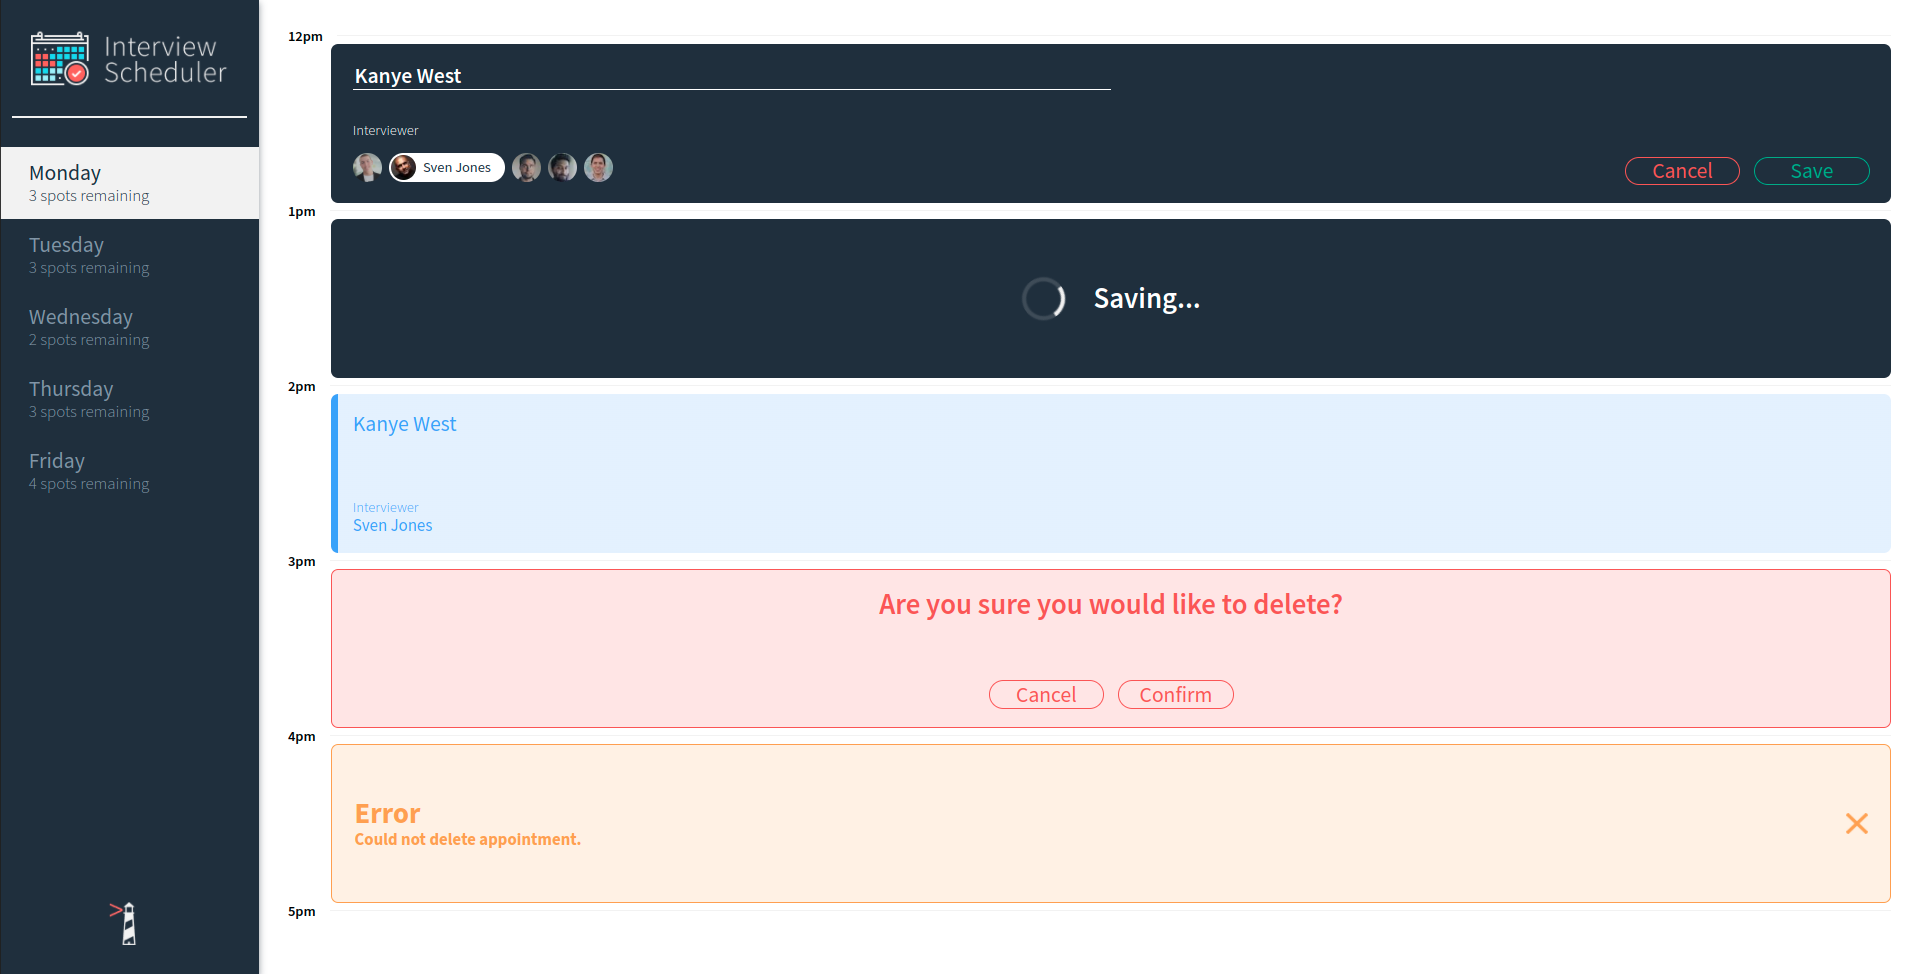 Interview
Scheduler
Monday
3 spots remaining
Tuesday
3 spots remaining
Wednesday
2 spots remaining
Thursday
3 spots remaining
Friday
4 spots remaining
12pm
Kanye West
Interviewer
Sven Jones
Cancel
Save
1pm
Saving...
2pm
Kanye West
Interviewer
Sven Jones
3pm
Are you sure you would like to delete?
Cancel
Confirm
4pm
Error
Could not delete appointment.
5pm